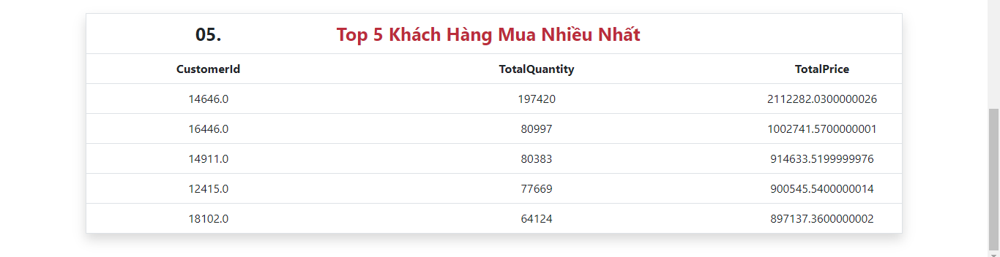 05. Top 5 Khách Hàng Mua Nhiều Nhất
CustomerId TotalQuantity TotalPrice
14646.0 197420 2112282.0300000026
16446.0 80997 1002741.5700000001
14911.0 80383 914633.5199999976
12415.0 77669 900545.5400000014
18102.0 64124 897137.3600000002